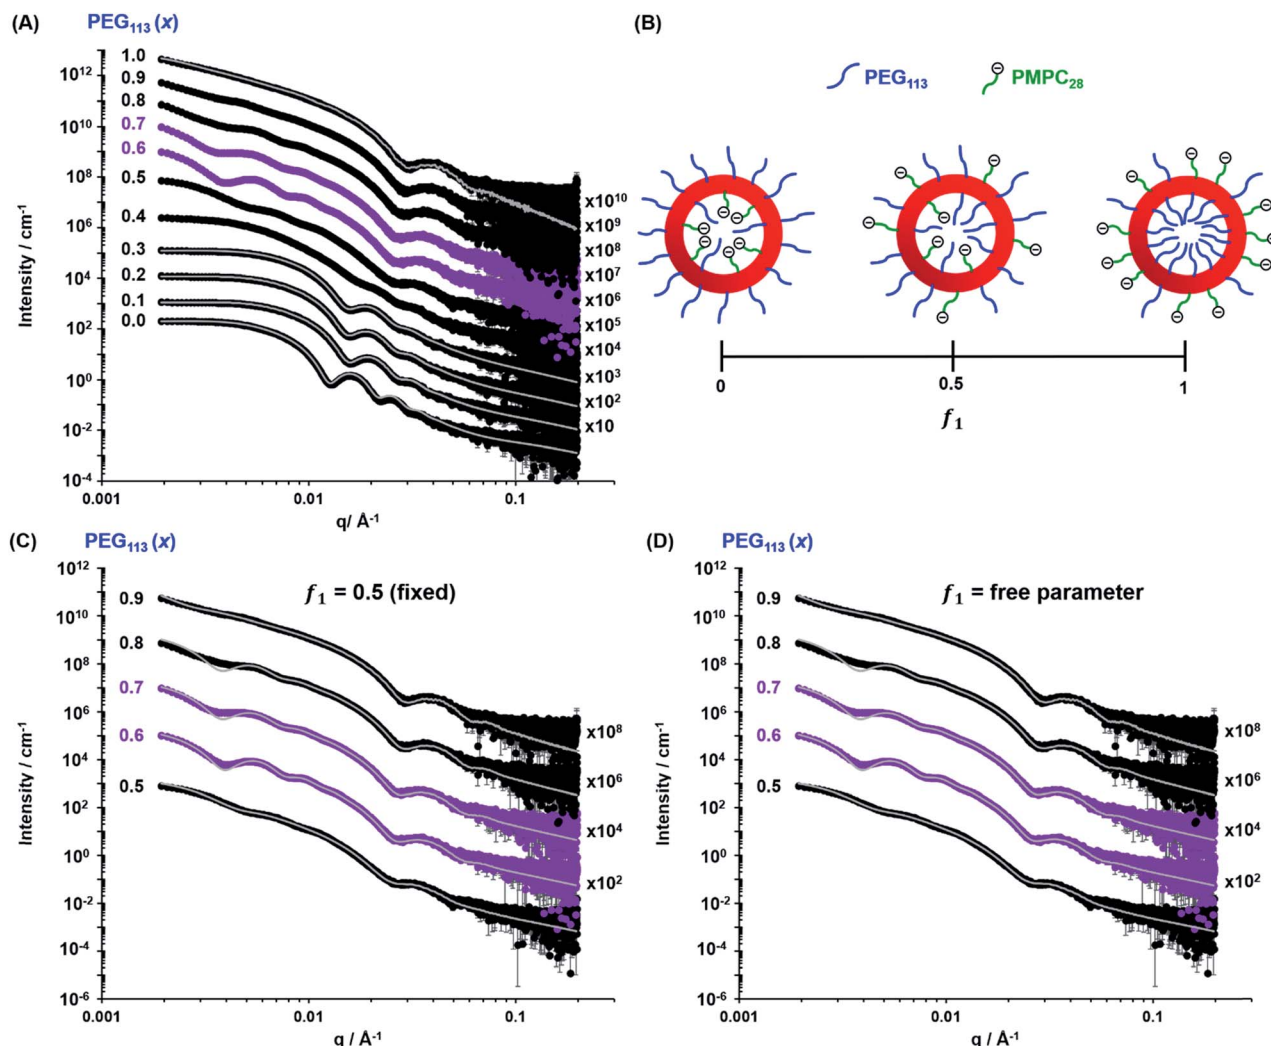 (A)
PEG113 (x)
1.0
0.9
0.8
0.7
0.6
0.5
0.4
0.3
0.2
0.1
0.0
10^12
10^10
10^8
10^6
10^4
10^2
10^0
10^-2
10^-4
Intensity / cm-1
x10^10
x10^9
x10^8
x10^7
x10^6
x10^5
x10^4
x10^3
x10^2
x10
0.001
0.01
0.1
q/ Å-1
(B)
PEG113
PMPC28
0
0.5
1
f1
(C)
PEG113 (x)
f1 = 0.5 (fixed)
0.9
0.8
0.7
0.6
0.5
10^12
10^10
10^8
10^6
10^4
10^2
10^0
10^-2
10^-4
10^-6
Intensity / cm-1
x10^8
x10^6
x10^4
x10^2
0.001
0.01
0.1
q / Å-1
(D)
PEG113 (x)
f1 = free parameter
0.9
0.8
0.7
0.6
0.5
10^12
10^10
10^8
10^6
10^4
10^2
10^0
10^-2
10^-4
10^-6
Intensity / cm-1
x10^8
x10^6
x10^4
x10^2
0.001
0.01
0.1
q / Å-1